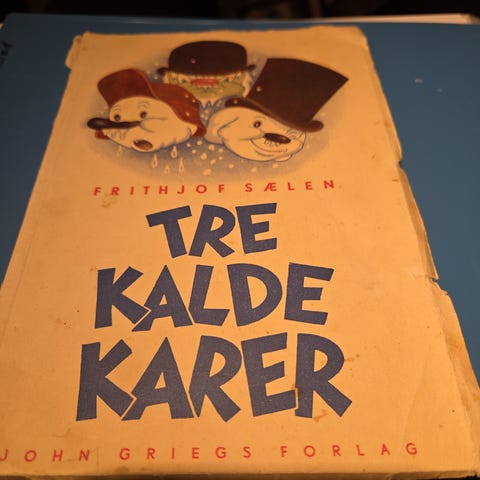 FRITHJOF SÆLEN
TRE
KALDE
KARER
JOHN GRIEGS FORLAG